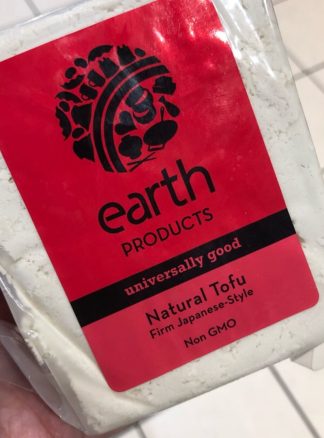 earth
PRODUCTS
universally good
Natural Tofu
Firm Japanese-Style
Non GMO